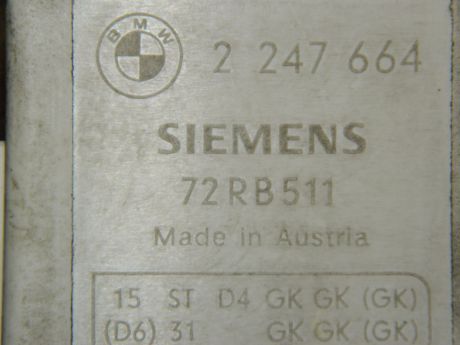 BMW 2 247 664
SIEMENS
72RB511
Made in Austria
15 ST D4 GK GK (GK)
(D6) 31 GK GK (GK)